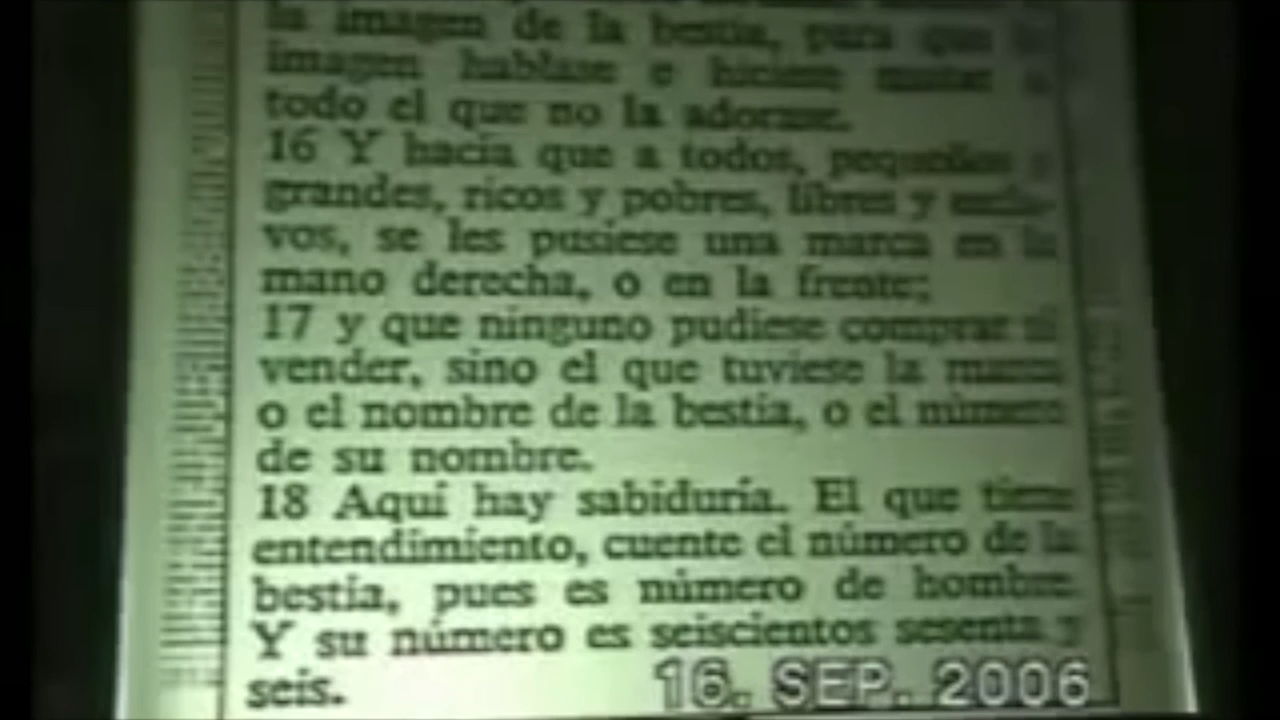 la imagen de la bestia, para que la
imagen hablase e hiciese matar a
todo el que no la adorase.
16 Y hacía que a todos, pequeños y
grandes, ricos y pobres, libres y escla-
vos, se les pusiese una marca en la
mano derecha, o en la frente;
17 y que ninguno pudiese comprar ni
vender, sino el que tuviese la marca
o el nombre de la bestia, o el número
de su nombre.
18 Aquí hay sabiduría. El que tiene
entendimiento, cuente el número de la
bestia, pues es número de hombre.
Y su número es seiscientos sesenta y
seis.
16. SEP. 2006